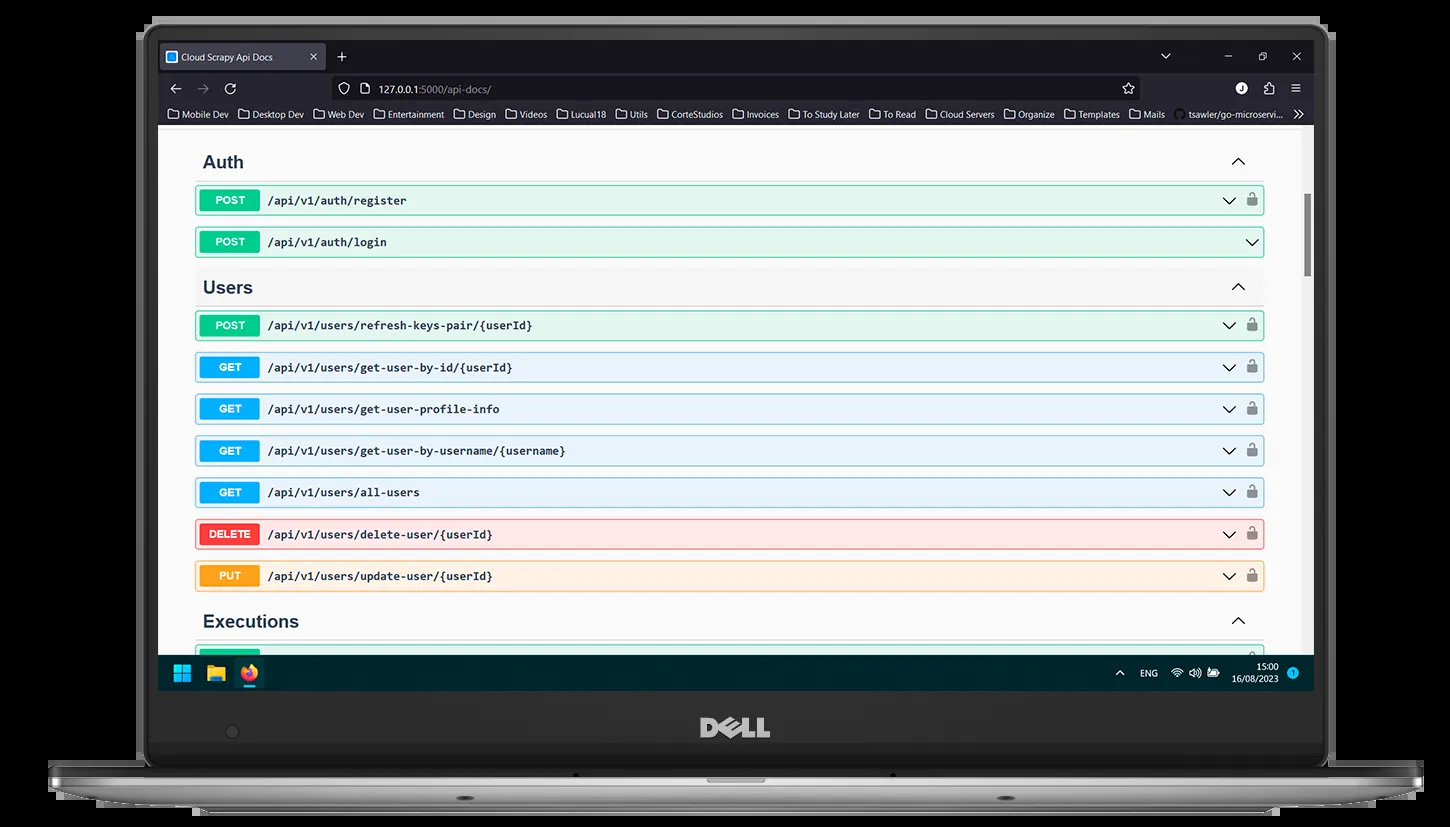 Cloud Scrapy Api Docs
127.0.0.1:5000/api-docs/
Mobile Dev Desktop Dev Web Dev Entertainment Design Videos Lucual18 Utils CorteStudios Invoices To Study Later To Read Cloud Servers Organize Templates Mails tsawler/go-microservi...
Auth
POST /api/v1/auth/register
POST /api/v1/auth/login
Users
POST /api/v1/users/refresh-keys-pair/{userId}
GET /api/v1/users/get-user-by-id/{userId}
GET /api/v1/users/get-user-profile-info
GET /api/v1/users/get-user-by-username/{username}
GET /api/v1/users/all-users
DELETE /api/v1/users/delete-user/{userId}
PUT /api/v1/users/update-user/{userId}
Executions
ENG 15:00 1
16/08/2023
DELL